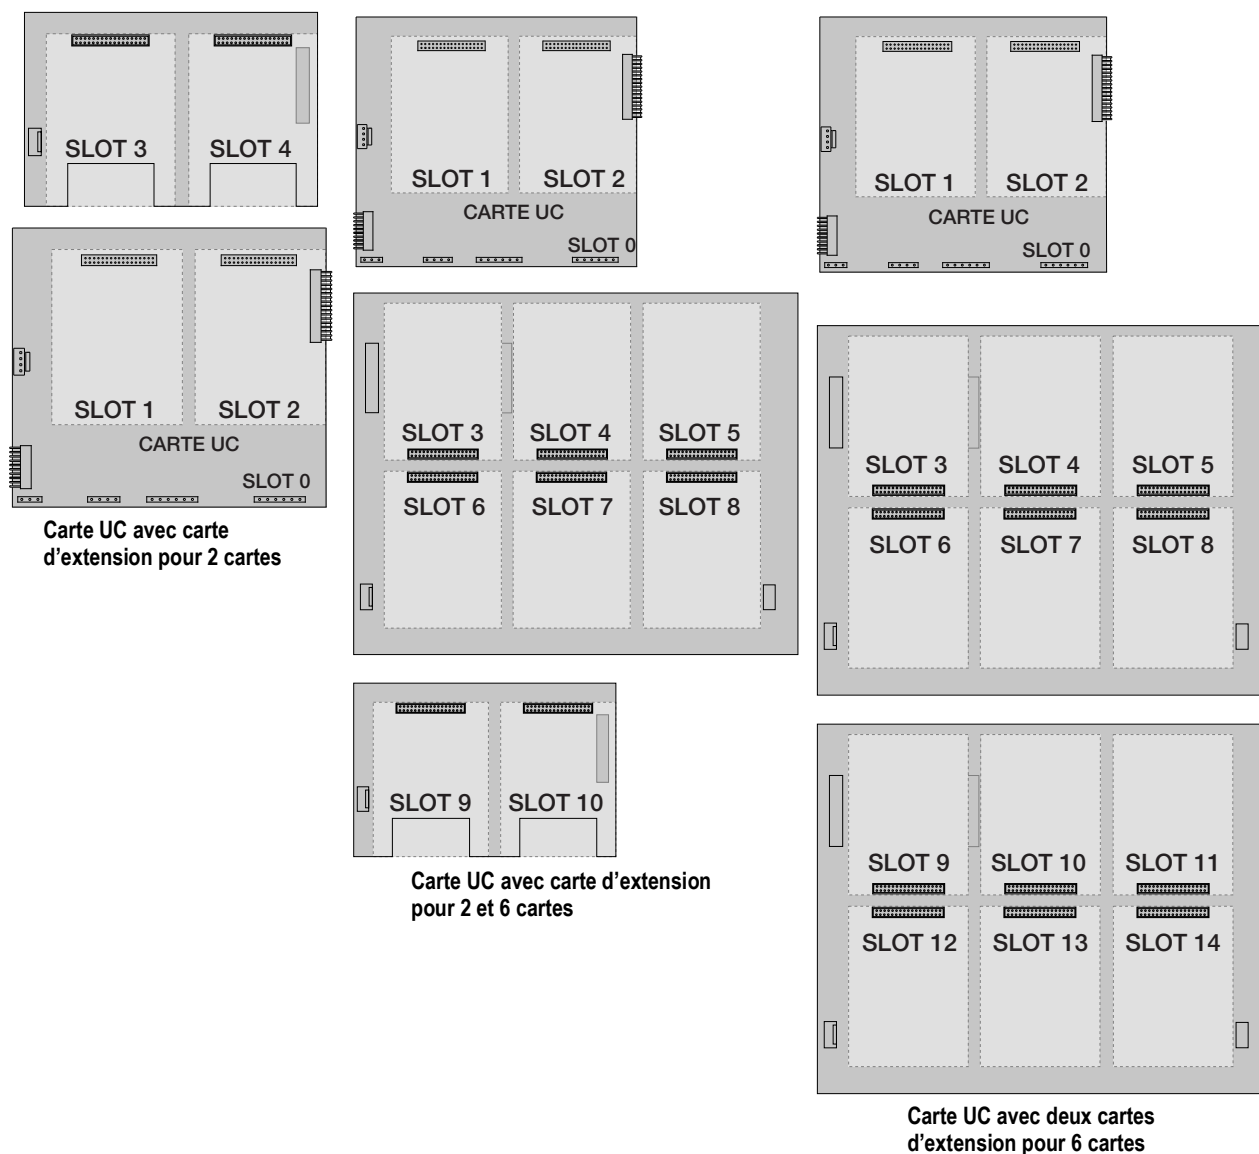 SLOT 3 SLOT 4
SLOT 1 SLOT 2
CARTE UC
SLOT 0
Carte UC avec carte
d’extension pour 2 cartes
SLOT 1 SLOT 2
CARTE UC
SLOT 0
SLOT 3 SLOT 4 SLOT 5
SLOT 6 SLOT 7 SLOT 8
SLOT 9 SLOT 10
Carte UC avec carte d’extension
pour 2 et 6 cartes
SLOT 1 SLOT 2
CARTE UC
SLOT 0
SLOT 3 SLOT 4 SLOT 5
SLOT 6 SLOT 7 SLOT 8
SLOT 9 SLOT 10 SLOT 11
SLOT 12 SLOT 13 SLOT 14
Carte UC avec deux cartes
d’extension pour 6 cartes